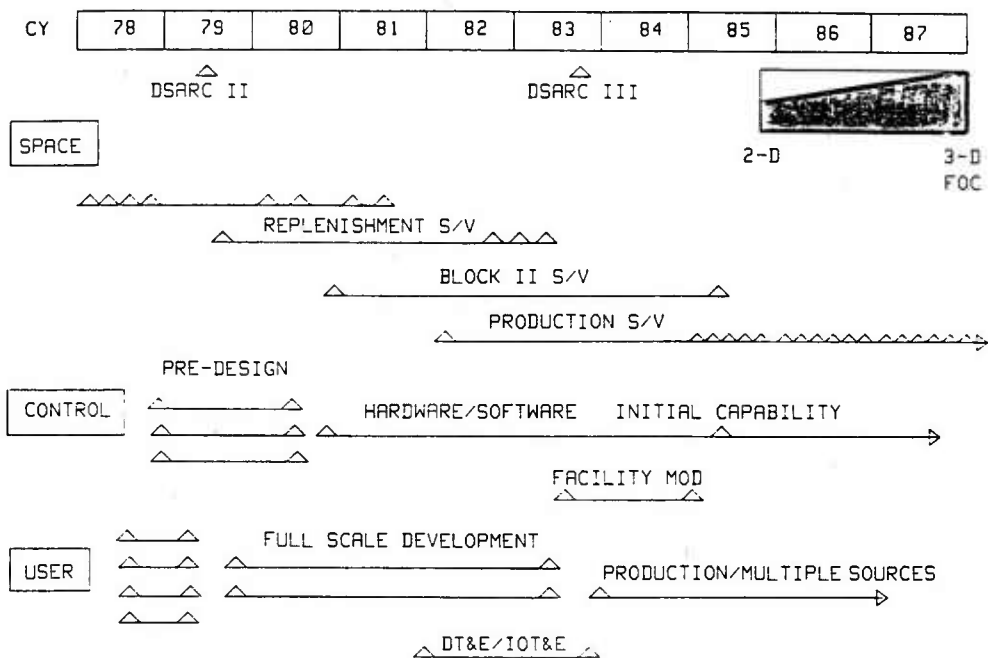 CY 78 79 80 81 82 83 84 85 86 87
DSARC II DSARC III
SPACE
2-D 3-D
FOC
REPLENISHMENT S/V
BLOCK II S/V
PRODUCTION S/V
PRE-DESIGN
CONTROL HARDWARE/SOFTWARE INITIAL CAPABILITY
FACILITY MOD
FULL SCALE DEVELOPMENT
USER PRODUCTION/MULTIPLE SOURCES
DT&E/IOT&E